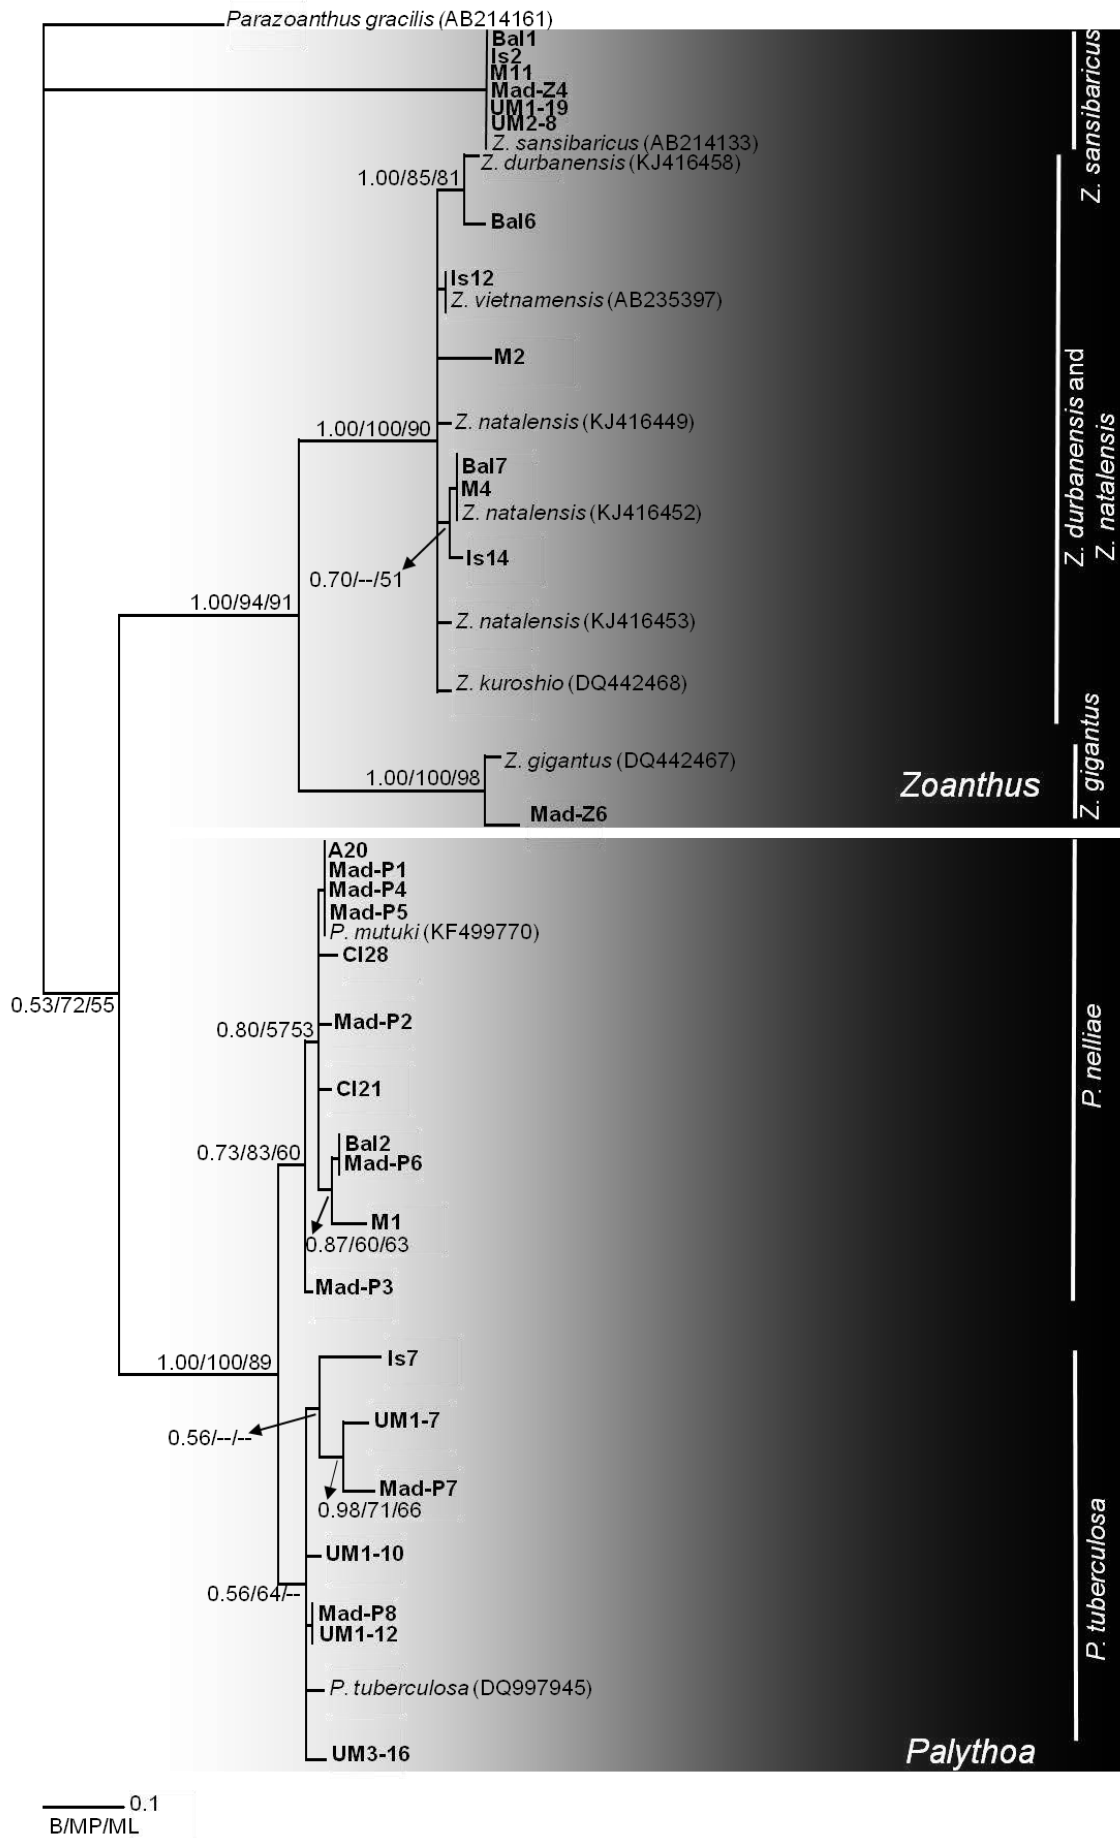 Parazoanthus gracilis (AB214161)
Bal1
Is2
M11
Mad-Z4
UM1-19
UM2-8
Z. sansibaricus (AB214133)
Z. sansibaricus
Z. durbanensis (KJ416458)
1.00/85/81
Bal6
Is12
Z. vietnamensis (AB235397)
M2
Z. natalensis (KJ416449)
1.00/100/90
Bal7
M4
Z. natalensis (KJ416452)
Is14
0.70/--/51
Z. durbanensis and
Z. natalensis
1.00/94/91
Z. natalensis (KJ416453)
Z. kuroshio (DQ442468)
Z. gigantus (DQ442467)
1.00/100/98
Zoanthus
Z. gigantus
Mad-Z6
A20
Mad-P1
Mad-P4
Mad-P5
P. mutuki (KF499770)
CI28
0.53/72/55
Mad-P2
0.80/5753
P. nelliae
CI21
Bal2
0.73/83/60
Mad-P6
M1
0.87/60/63
Mad-P3
Is7
1.00/100/89
UM1-7
0.56/--/--
Mad-P7
0.98/71/66
UM1-10
0.56/64/--
P. tuberculosa
Mad-P8
UM1-12
P. tuberculosa (DQ997945)
UM3-16
Palythoa
0.1
B/MP/ML